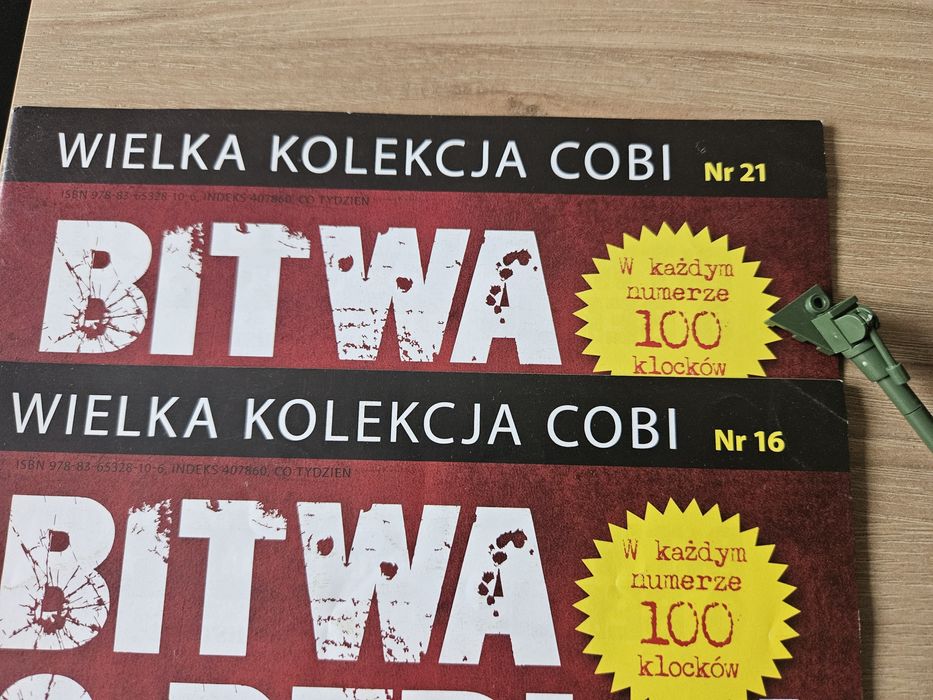 WIELKA KOLEKCJA COBI Nr 21
ISBN 978-83-65328-10-6, INDEKS 407860, CO TYDZIEŃ
BITWA
W każdym
numerze
100
klocków
WIELKA KOLEKCJA COBI Nr 16
ISBN 978-83-65328-10-6, INDEKS 407860, CO TYDZIEŃ
BITWA
W każdym
numerze
100
klocków